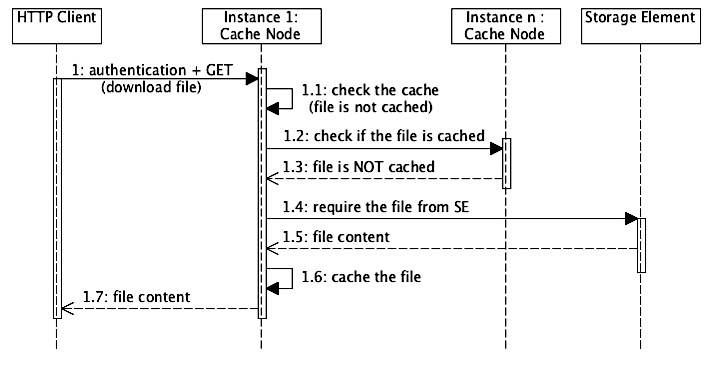 HTTP Client
Instance 1:
Cache Node
Instance n :
Cache Node
Storage Element
1: authentication + GET
(download file)
1.1: check the cache
(file is not cached)
1.2: check if the file is cached
1.3: file is NOT cached
1.4: require the file from SE
1.5: file content
1.6: cache the file
1.7: file content